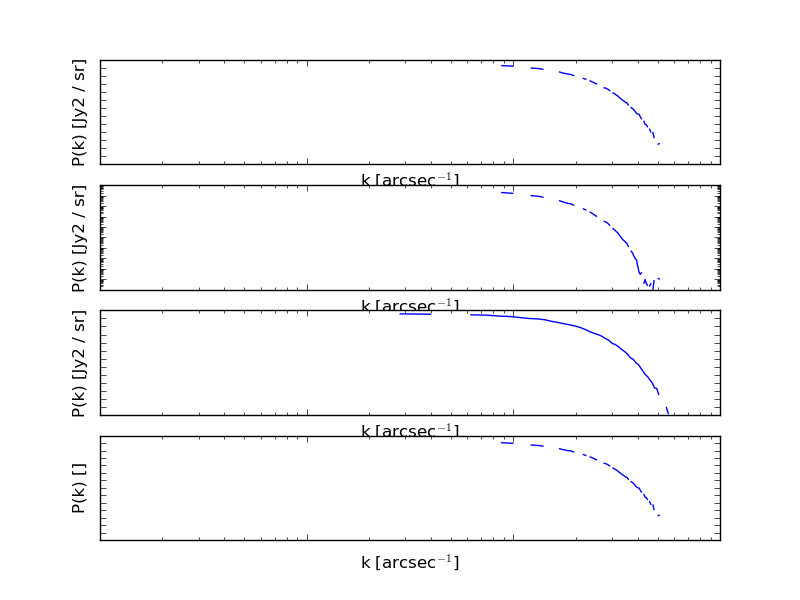 P(k) [Jy2 / sr]
k [arcsec⁻¹]
P(k) [Jy2 / sr]
k [arcsec⁻¹]
P(k) [Jy2 / sr]
k [arcsec⁻¹]
P(k) []
k [arcsec⁻¹]